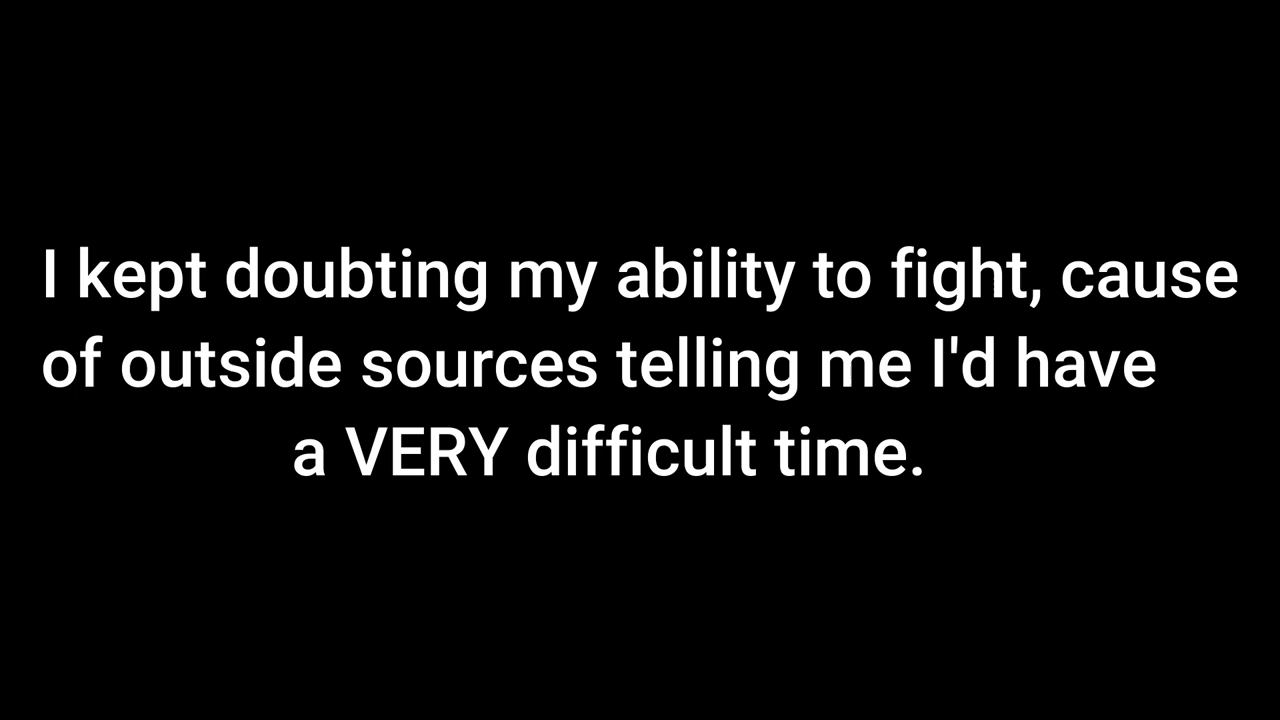 I kept doubting my ability to fight, cause
of outside sources telling me I'd have
a VERY difficult time.